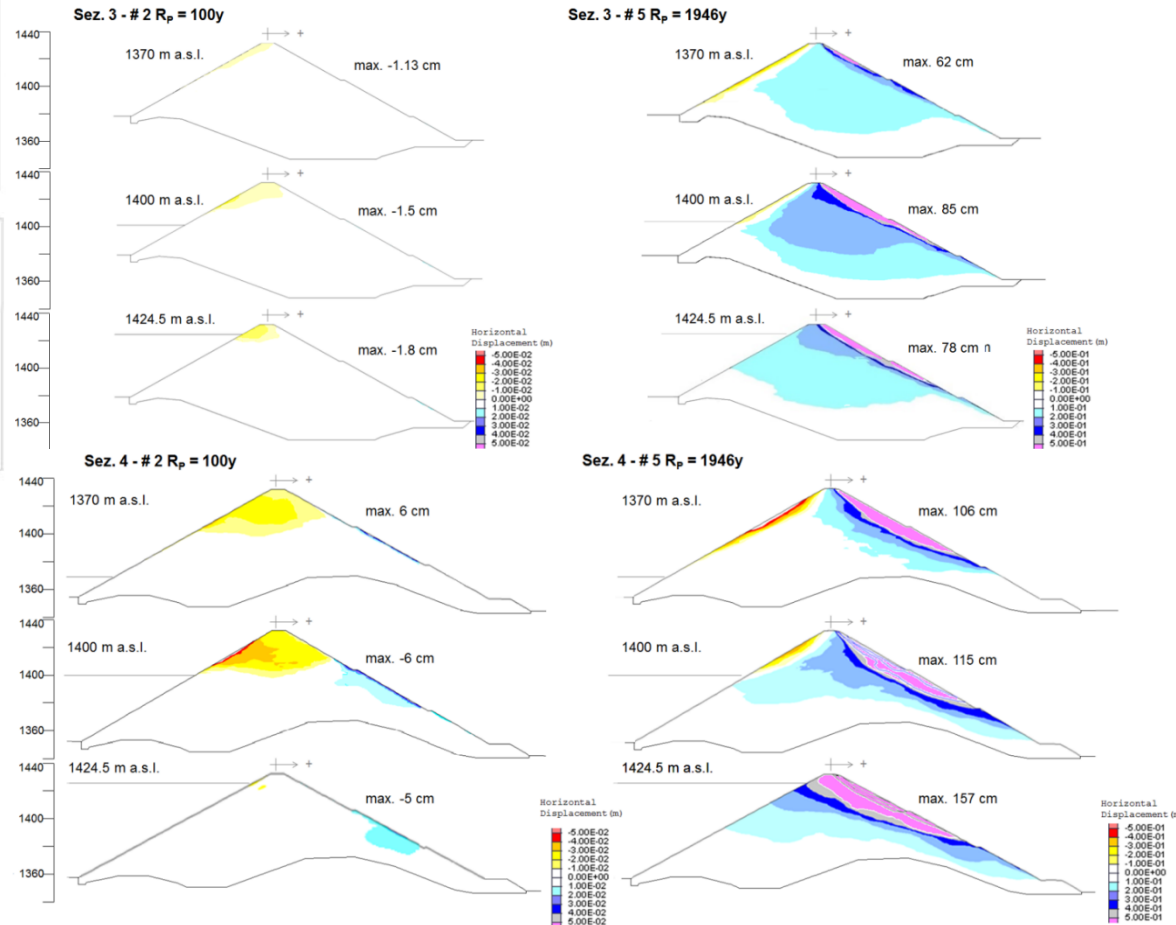 Sez. 3 - # 2 RP = 100y
1440
1400
1360
1370 m a.s.l.
+
max. -1.13 cm
1440
1400
1360
1400 m a.s.l.
+
max. -1.5 cm
1440
1400
1360
1424.5 m a.s.l.
+
max. -1.8 cm
Horizontal
Displacement (m)
-5.00E-02
-4.00E-02
-3.00E-02
-2.00E-02
-1.00E-02
0.00E+00
1.00E-02
2.00E-02
3.00E-02
4.00E-02
5.00E-02
Sez. 3 - # 5 RP = 1946y
1370 m a.s.l.
+
max. 62 cm
1400 m a.s.l.
+
max. 85 cm
1424.5 m a.s.l.
+
max. 78 cm n
Horizontal
Displacement (m)
-5.00E-01
-4.00E-01
-3.00E-01
-2.00E-01
-1.00E-01
0.00E+00
1.00E-01
2.00E-01
3.00E-01
4.00E-01
5.00E-01
Sez. 4 - # 2 RP = 100y
1440
1400
1360
1370 m a.s.l.
+
max. 6 cm
1440
1400
1360
1400 m a.s.l.
+
max. -6 cm
1440
1400
1360
1424.5 m a.s.l.
+
max. -5 cm
Horizontal
Displacement (m)
-5.00E-02
-4.00E-02
-3.00E-02
-2.00E-02
-1.00E-02
0.00E+00
1.00E-02
2.00E-02
3.00E-02
4.00E-02
5.00E-02
Sez. 4 - # 5 RP = 1946y
1370 m a.s.l.
+
max. 106 cm
1400 m a.s.l.
+
max. 115 cm
1424.5 m a.s.l.
+
max. 157 cm
Horizontal
Displacement (m)
-5.00E-01
-4.00E-01
-3.00E-01
-2.00E-01
-1.00E-01
0.00E+00
1.00E-01
2.00E-01
3.00E-01
4.00E-01
5.00E-01